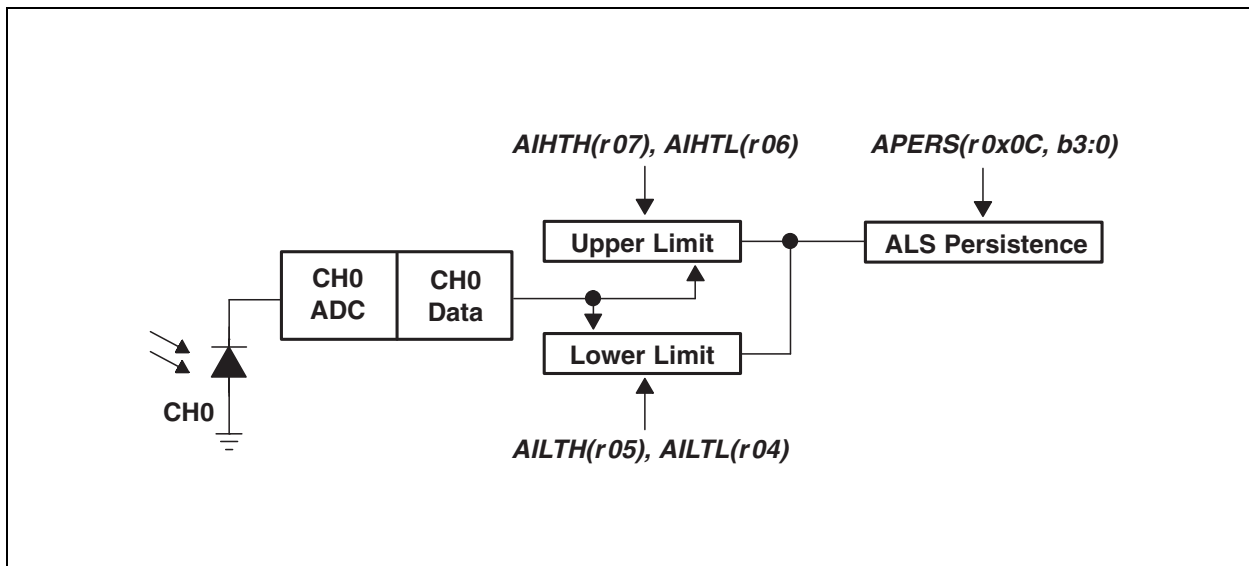 AIHTH(r07), AIHTL(r06)
APERS(r0x0C, b3:0)
Upper Limit
ALS Persistence
CH0
ADC
CH0
Data
Lower Limit
CH0
AILTH(r05), AILTL(r04)